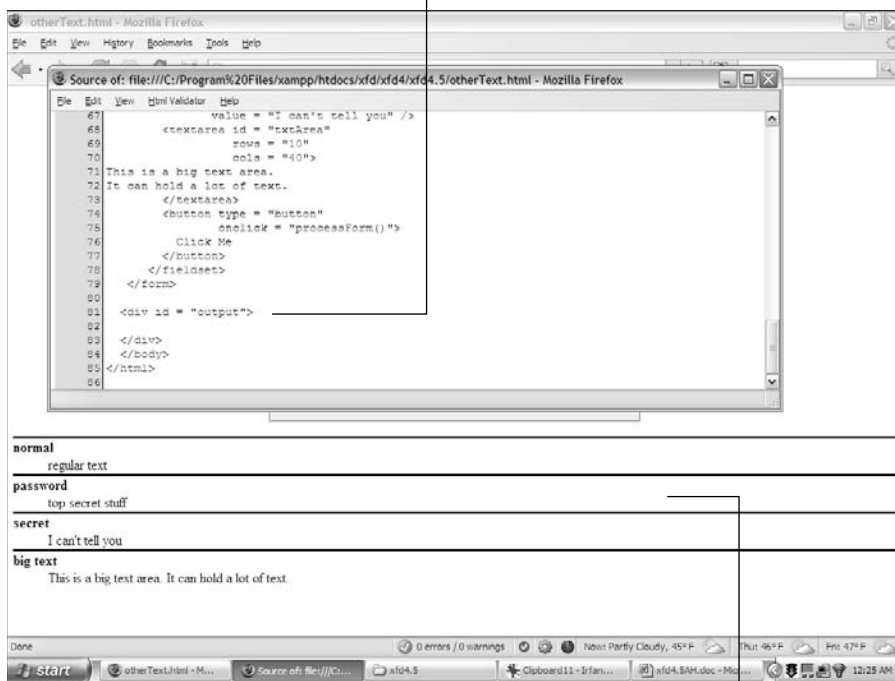 otherText.html - Mozilla Firefox
File Edit View History Bookmarks Tools Help
Source of: file:///C:/Program%20Files/xampp/htdocs/xfd/xfd4/xfd4.5/otherText.html - Mozilla Firefox
File Edit View Html Validator Help
67 value = "I can't tell you" />
68 <textarea id = "txtArea"
69 rows = "10"
70 cols = "40">
71 This is a big text area.
72 It can hold a lot of text.
73 </textarea>
74 <button type = "button"
75 onclick = "processForm()">
76 Click Me
77 </button>
78 </fieldset>
79 </form>
80
81 <div id = "output">
82
83 </div>
84 </body>
85 </html>
86
normal
regular text
password
top secret stuff
secret
I can't tell you
big text
This is a big text area. It can hold a lot of text.
Done 0 errors / 0 warnings Now: Partly Cloudy, 45°F Thu: 46°F Fri: 47°F
start otherText.html - M... Source of: file:///C:... xfd4.5 Clipboard11 - Irfan... xfd4.5AH.doc - Mic... 12:25 AM